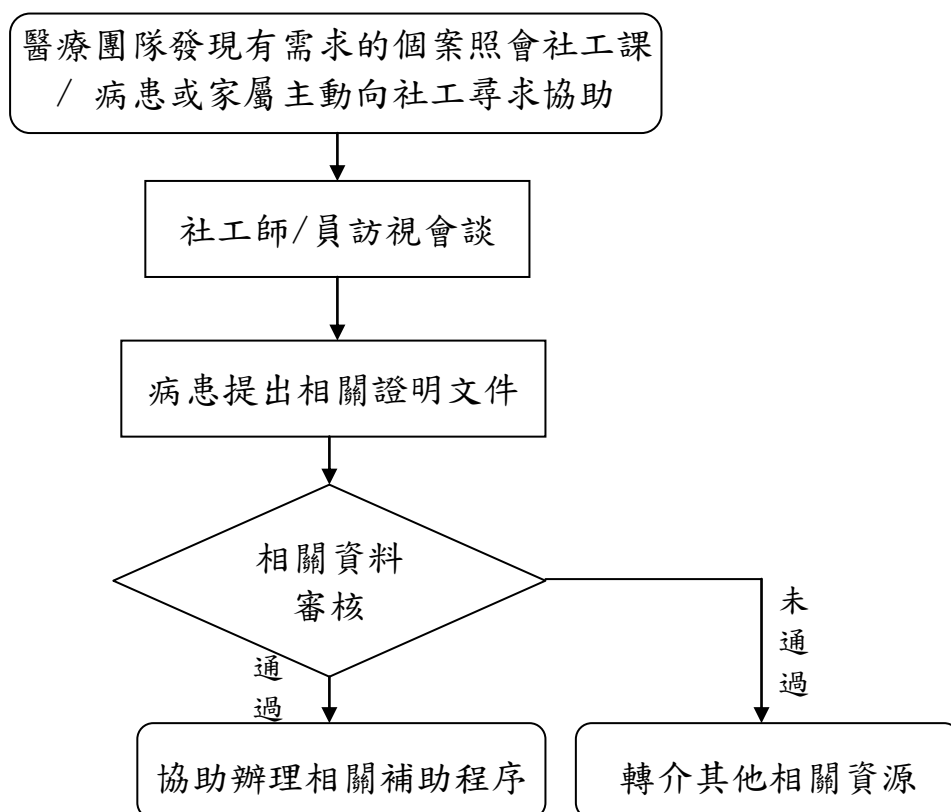 醫療團隊發現有需求的個案照會社工課
/ 病患或家屬主動向社工尋求協助
社工師/員訪視會談
病患提出相關證明文件
相關資料
審核
通過
未通過
協助辦理相關補助程序
轉介其他相關資源